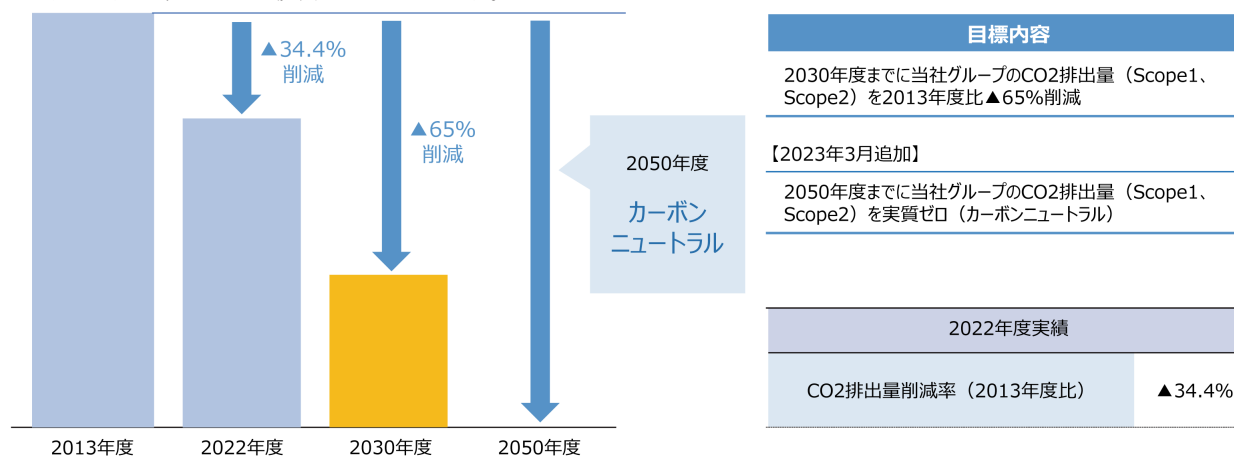 ▲34.4%
削減
▲65%
削減
2050年度
カーボン
ニュートラル
2013年度
2022年度
2030年度
2050年度
目標内容
2030年度までに当社グループのCO2排出量（Scope1、
Scope2）を2013年度比▲65%削減
【2023年3月追加】
2050年度までに当社グループのCO2排出量（Scope1、
Scope2）を実質ゼロ（カーボンニュートラル）
2022年度実績
CO2排出量削減率（2013年度比）
▲34.4%